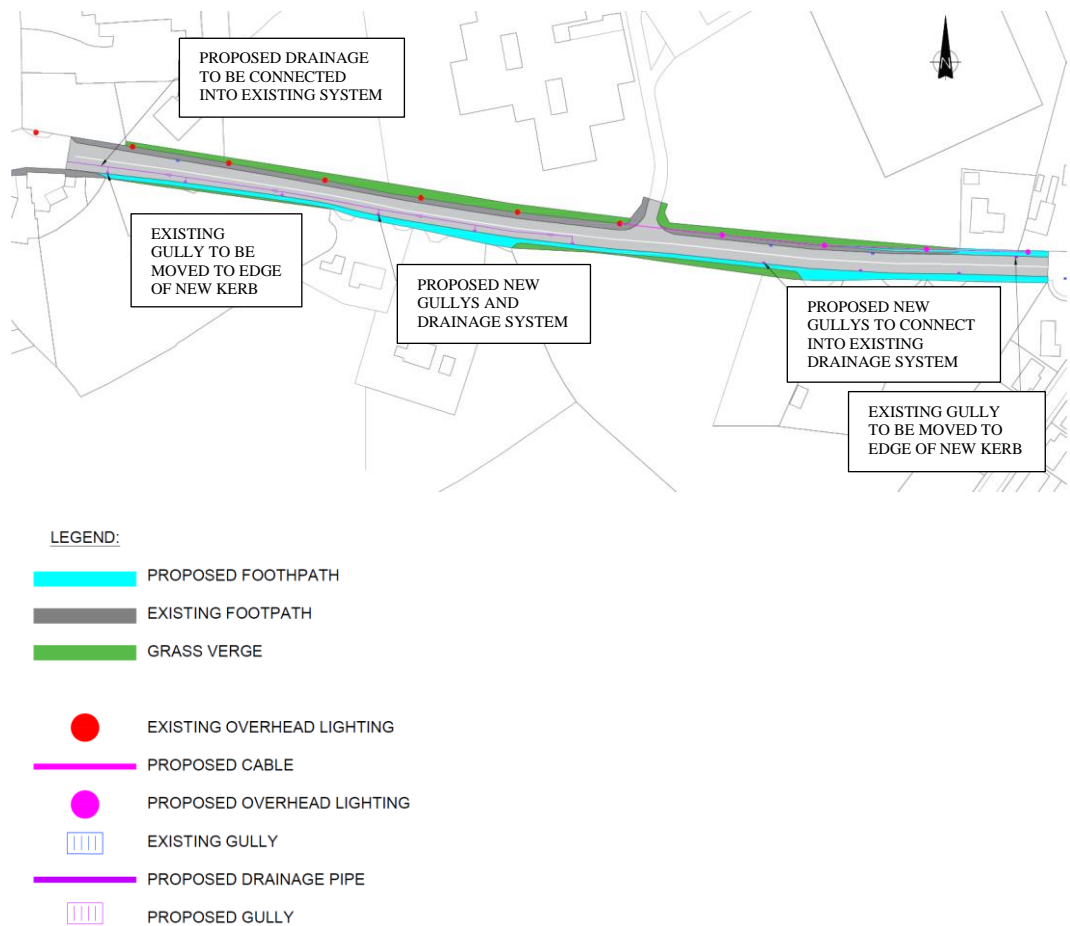 PROPOSED DRAINAGE
TO BE CONNECTED
INTO EXISTING SYSTEM
N
EXISTING
GULLY TO BE
MOVED TO EDGE
OF NEW KERB
PROPOSED NEW
GULLYS AND
DRAINAGE SYSTEM
PROPOSED NEW
GULLYS TO CONNECT
INTO EXISTING
DRAINAGE SYSTEM
EXISTING GULLY
TO BE MOVED TO
EDGE OF NEW KERB
LEGEND:
PROPOSED FOOTHPATH
EXISTING FOOTPATH
GRASS VERGE
EXISTING OVERHEAD LIGHTING
PROPOSED CABLE
PROPOSED OVERHEAD LIGHTING
EXISTING GULLY
PROPOSED DRAINAGE PIPE
PROPOSED GULLY